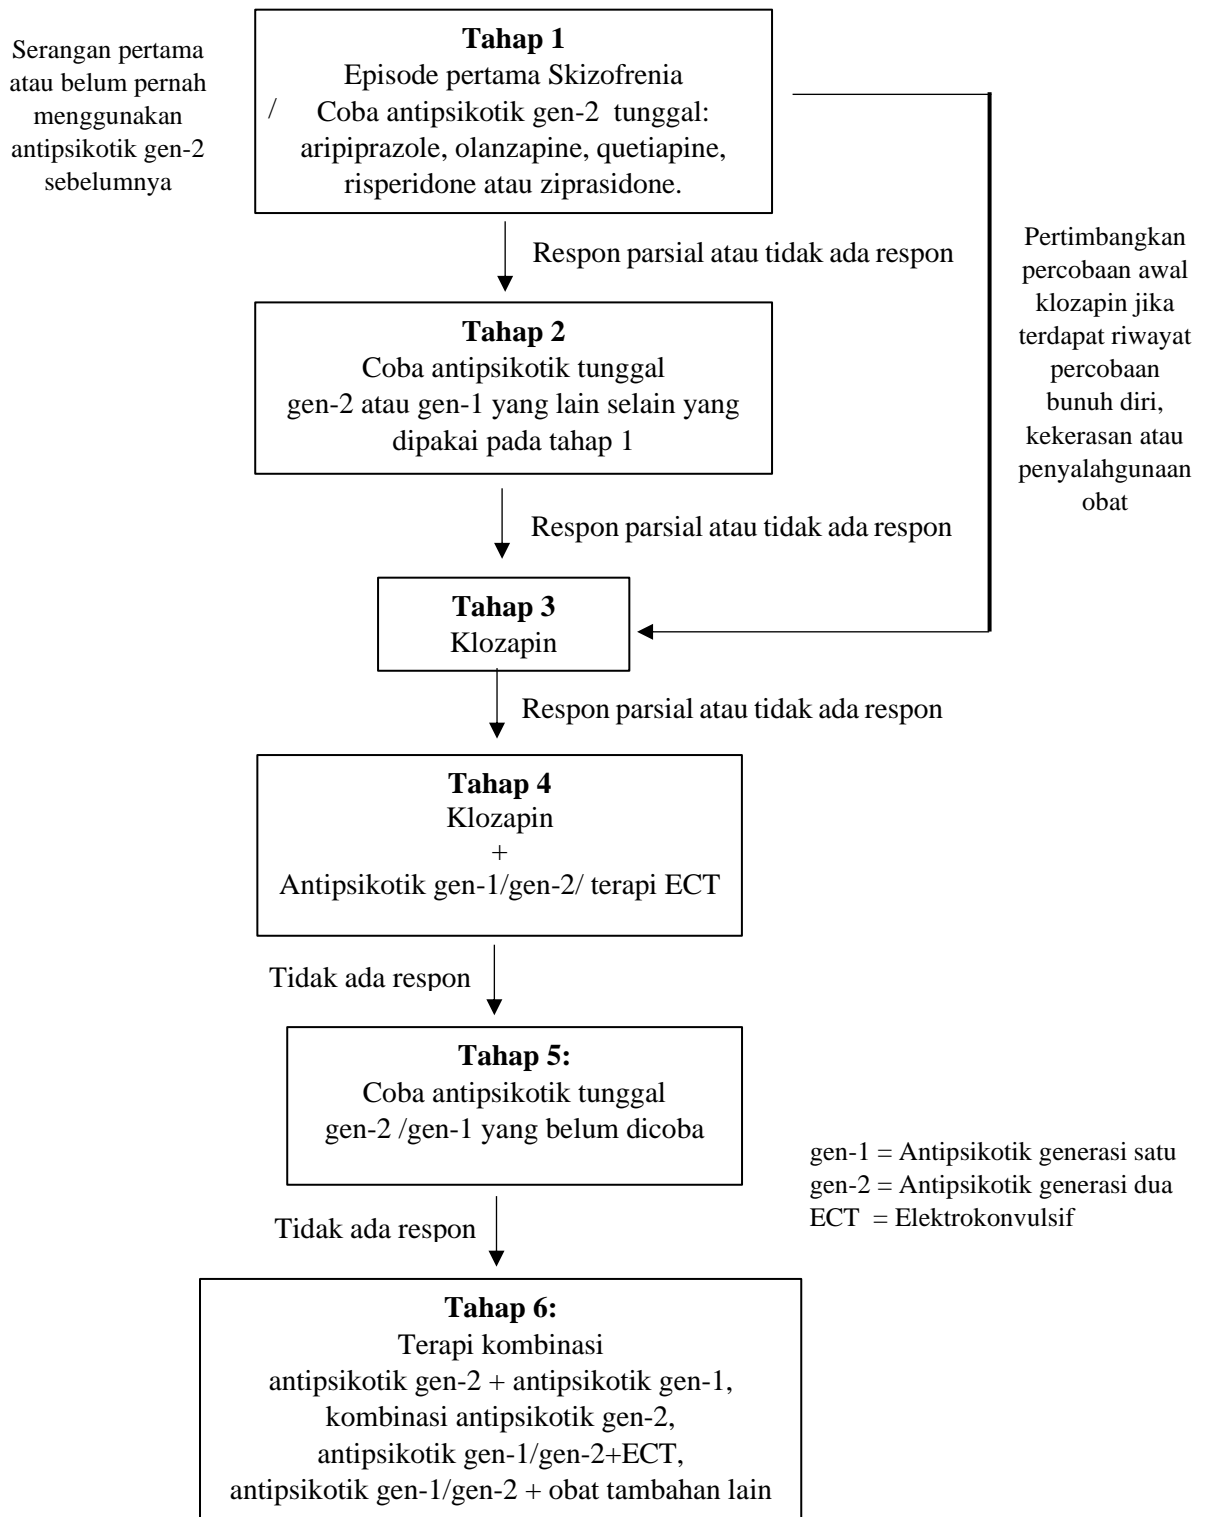 Serangan pertama
atau belum pernah
menggunakan
antipsikotik gen-2
sebelumnya
/
Tahap 1
Episode pertama Skizofrenia
Coba antipsikotik gen-2 tunggal:
aripiprazole, olanzapine, quetiapine,
risperidone atau ziprasidone.
Respon parsial atau tidak ada respon
Pertimbangkan
percobaan awal
klozapin jika
terdapat riwayat
percobaan
bunuh diri,
kekerasan atau
penyalahgunaan
obat
Tahap 2
Coba antipsikotik tunggal
gen-2 atau gen-1 yang lain selain yang
dipakai pada tahap 1
Respon parsial atau tidak ada respon
Tahap 3
Klozapin
Respon parsial atau tidak ada respon
Tahap 4
Klozapin
+
Antipsikotik gen-1/gen-2/ terapi ECT
Tidak ada respon
Tahap 5:
Coba antipsikotik tunggal
gen-2 /gen-1 yang belum dicoba
gen-1 = Antipsikotik generasi satu
gen-2 = Antipsikotik generasi dua
ECT = Elektrokonvulsif
Tidak ada respon
Tahap 6:
Terapi kombinasi
antipsikotik gen-2 + antipsikotik gen-1,
kombinasi antipsikotik gen-2,
antipsikotik gen-1/gen-2+ECT,
antipsikotik gen-1/gen-2 + obat tambahan lain